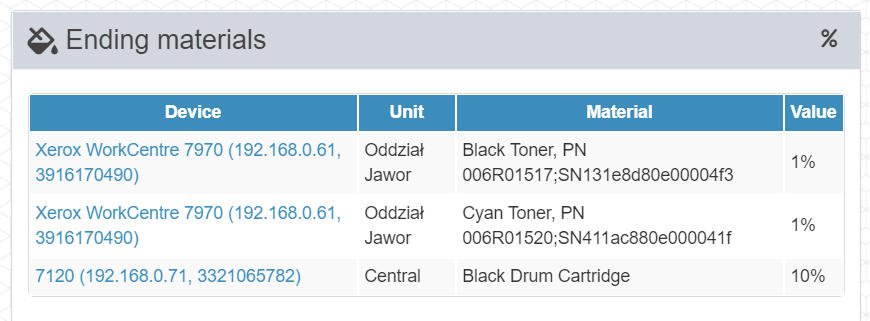 Ending materials %
Device Unit Material Value
Xerox WorkCentre 7970 (192.168.0.61, 3916170490) Oddział Jawor Black Toner, PN 006R01517;SN131e8d80e00004f3 1%
Xerox WorkCentre 7970 (192.168.0.61, 3916170490) Oddział Jawor Cyan Toner, PN 006R01520;SN411ac880e000041f 1%
7120 (192.168.0.71, 3321065782) Central Black Drum Cartridge 10%